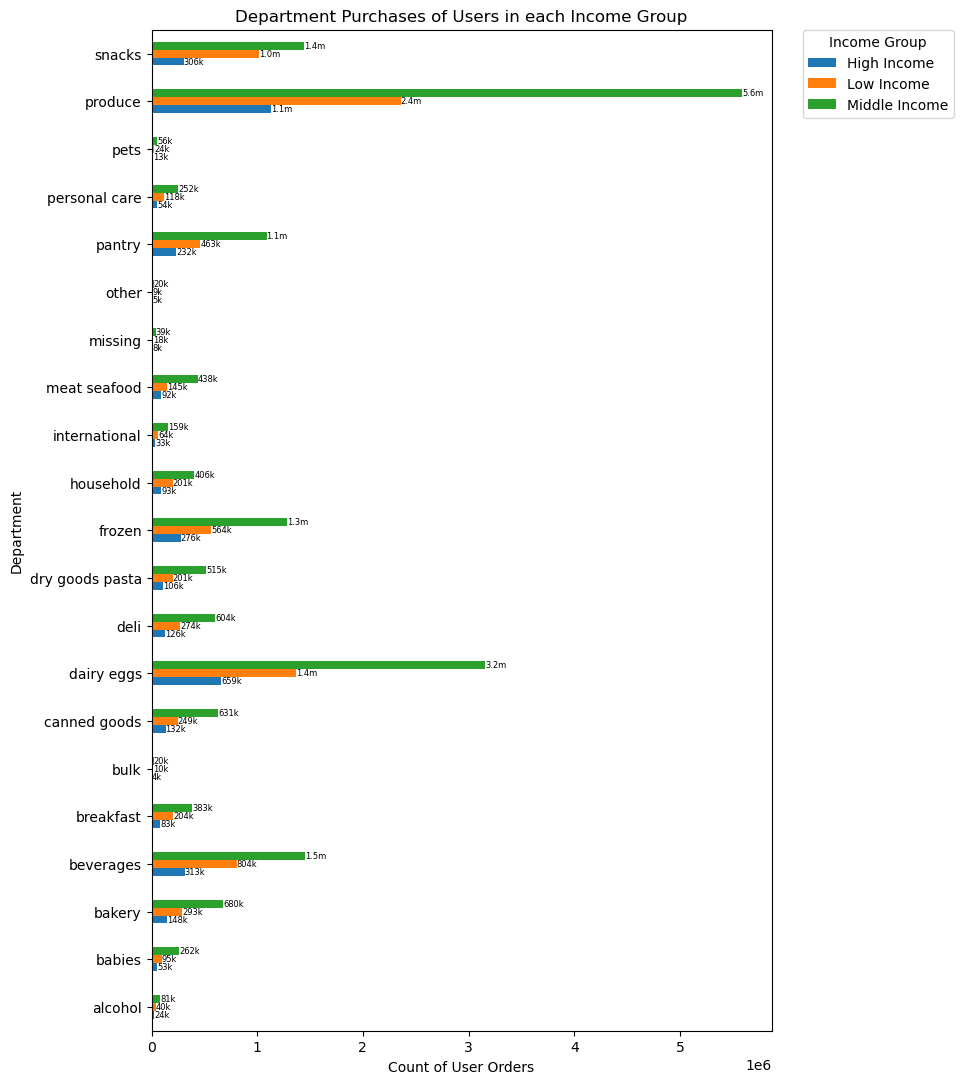 Department Purchases of Users in each Income Group
Income Group
High Income
Low Income
Middle Income
Department
snacks
1.4m
1.0m
306k
produce
5.6m
2.4m
1.1m
pets
56k
24k
13k
personal care
252k
118k
54k
pantry
1.1m
463k
232k
other
20k
9k
5k
missing
39k
18k
8k
meat seafood
438k
145k
92k
international
159k
64k
33k
household
406k
201k
93k
frozen
1.3m
564k
276k
dry goods pasta
515k
201k
106k
deli
604k
274k
126k
dairy eggs
3.2m
1.4m
659k
canned goods
631k
249k
132k
bulk
20k
10k
4k
breakfast
383k
204k
83k
beverages
1.5m
804k
313k
bakery
680k
293k
148k
babies
262k
95k
53k
alcohol
81k
40k
24k
0 1 2 3 4 5
1e6
Count of User Orders